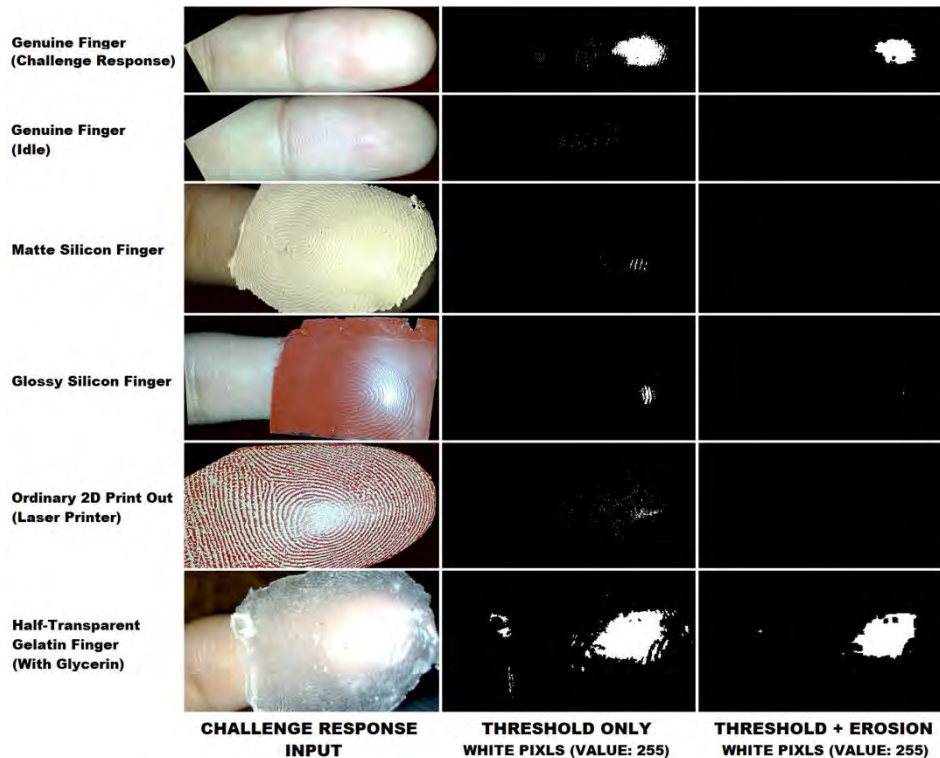 Genuine Finger
(Challenge Response)
Genuine Finger
(Idle)
Matte Silicon Finger
Glossy Silicon Finger
Ordinary 2D Print Out
(Laser Printer)
Half-Transparent
Gelatin Finger
(With Glycerin)
CHALLENGE RESPONSE
INPUT
THRESHOLD ONLY
WHITE PIXLS (VALUE: 255)
THRESHOLD + EROSION
WHITE PIXLS (VALUE: 255)